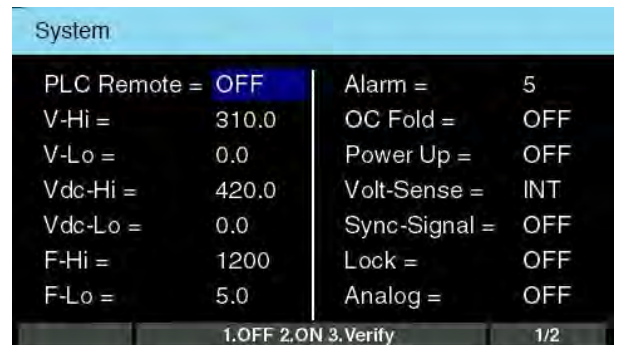 System
PLC Remote = OFF
V-Hi = 310.0
V-Lo = 0.0
Vdc-Hi = 420.0
Vdc-Lo = 0.0
F-Hi = 1200
F-Lo = 5.0
Alarm = 5
OC Fold = OFF
Power Up = OFF
Volt-Sense = INT
Sync-Signal = OFF
Lock = OFF
Analog = OFF
1.OFF 2.ON 3.Verify 1/2